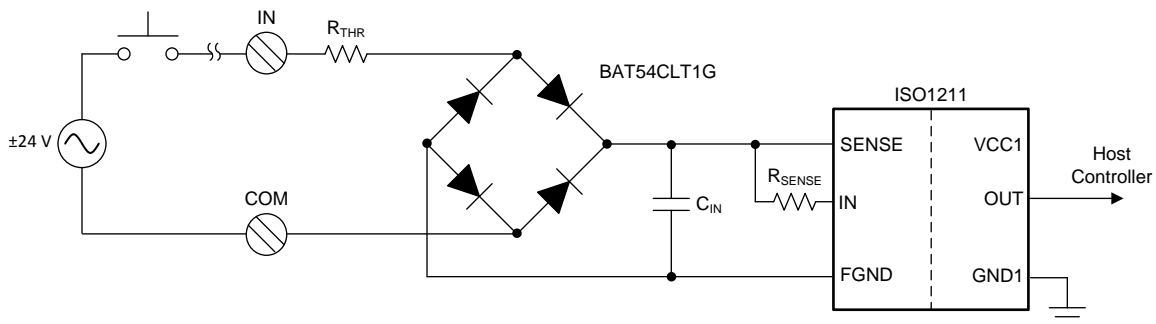 IN
R_THR
BAT54CLT1G
ISO1211
±24 V
SENSE
VCC1
Host
Controller
R_SENSE
COM
C_IN
IN
OUT
FGND
GND1